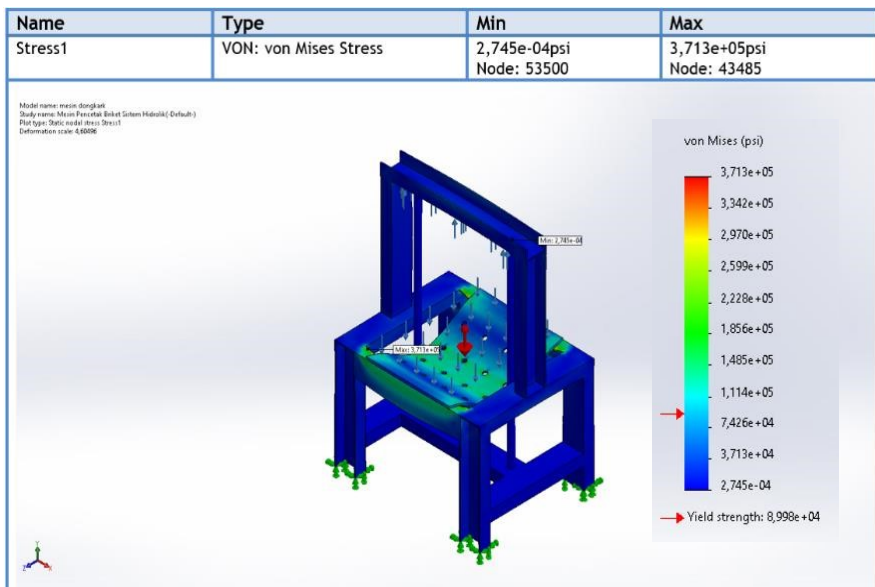 Name Type Min Max
Stress1 VON: von Mises Stress 2,745e-04psi 3,713e+05psi
Node: 53500 Node: 43485
Model name: mesin dongkark
Study name: Mesin Pencetak Briket Sistem Hidrolik(-Default-)
Plot type: Static nodal stress Stress1
Deformation scale: 4,60496
von Mises (psi)
3,713e+05
3,342e+05
2,970e+05
2,599e+05
2,228e+05
1,856e+05
1,485e+05
1,114e+05
7,426e+04
3,713e+04
2,745e-04
Yield strength: 8,998e+04
Min: 2,745e-04
Max: 3,713e+05
Y
Z
X